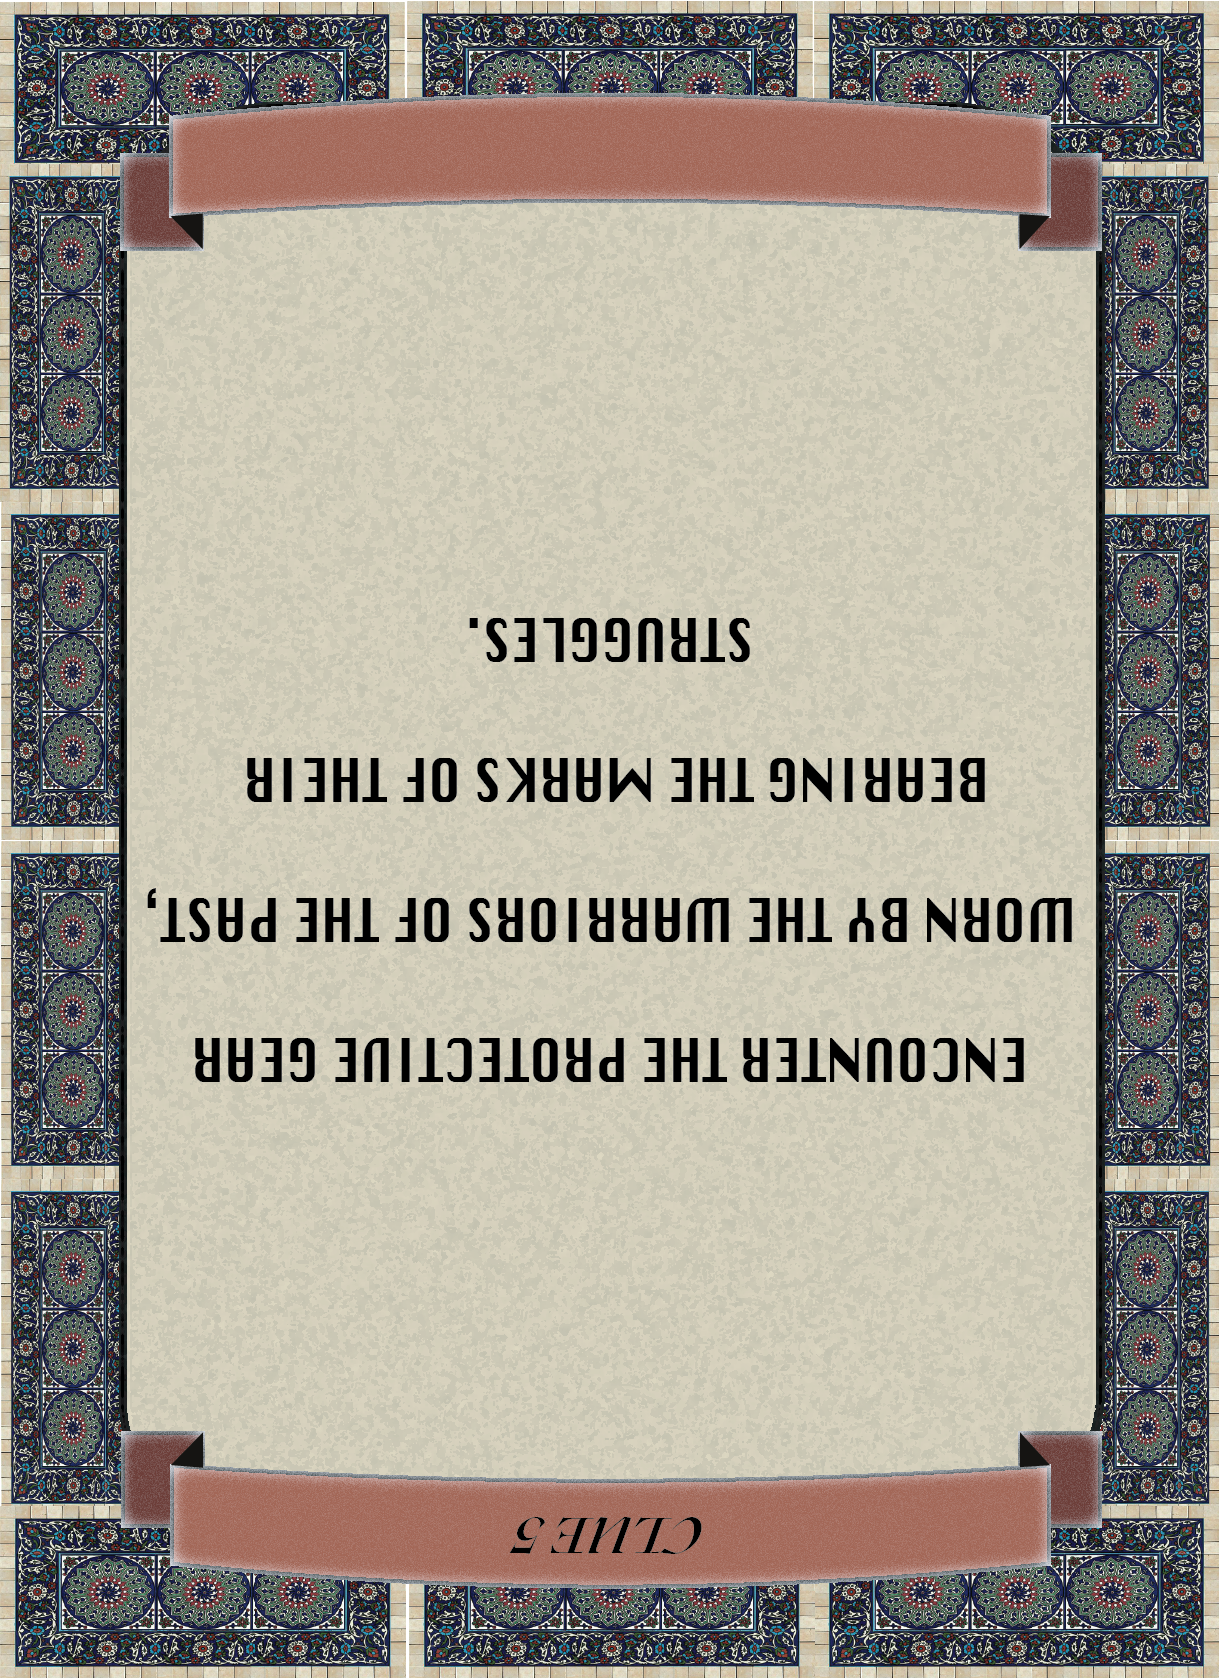 CLUE 5
ENCOUNTER THE PROTECTIVE GEAR
WORN BY THE WARRIORS OF THE PAST,
BEARING THE MARKS OF THEIR
STRUGGLES.